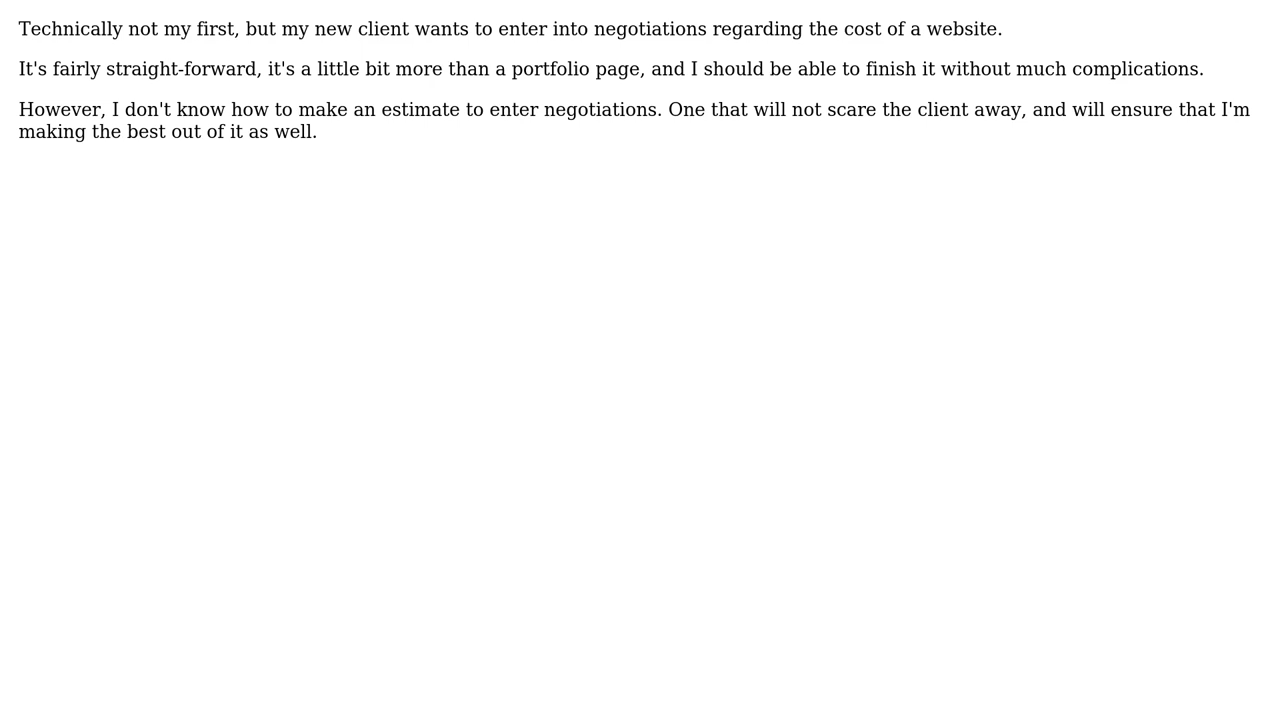 Technically not my first, but my new client wants to enter into negotiations regarding the cost of a website.
It's fairly straight-forward, it's a little bit more than a portfolio page, and I should be able to finish it without much complications.
However, I don't know how to make an estimate to enter negotiations. One that will not scare the client away, and will ensure that I'm
making the best out of it as well.